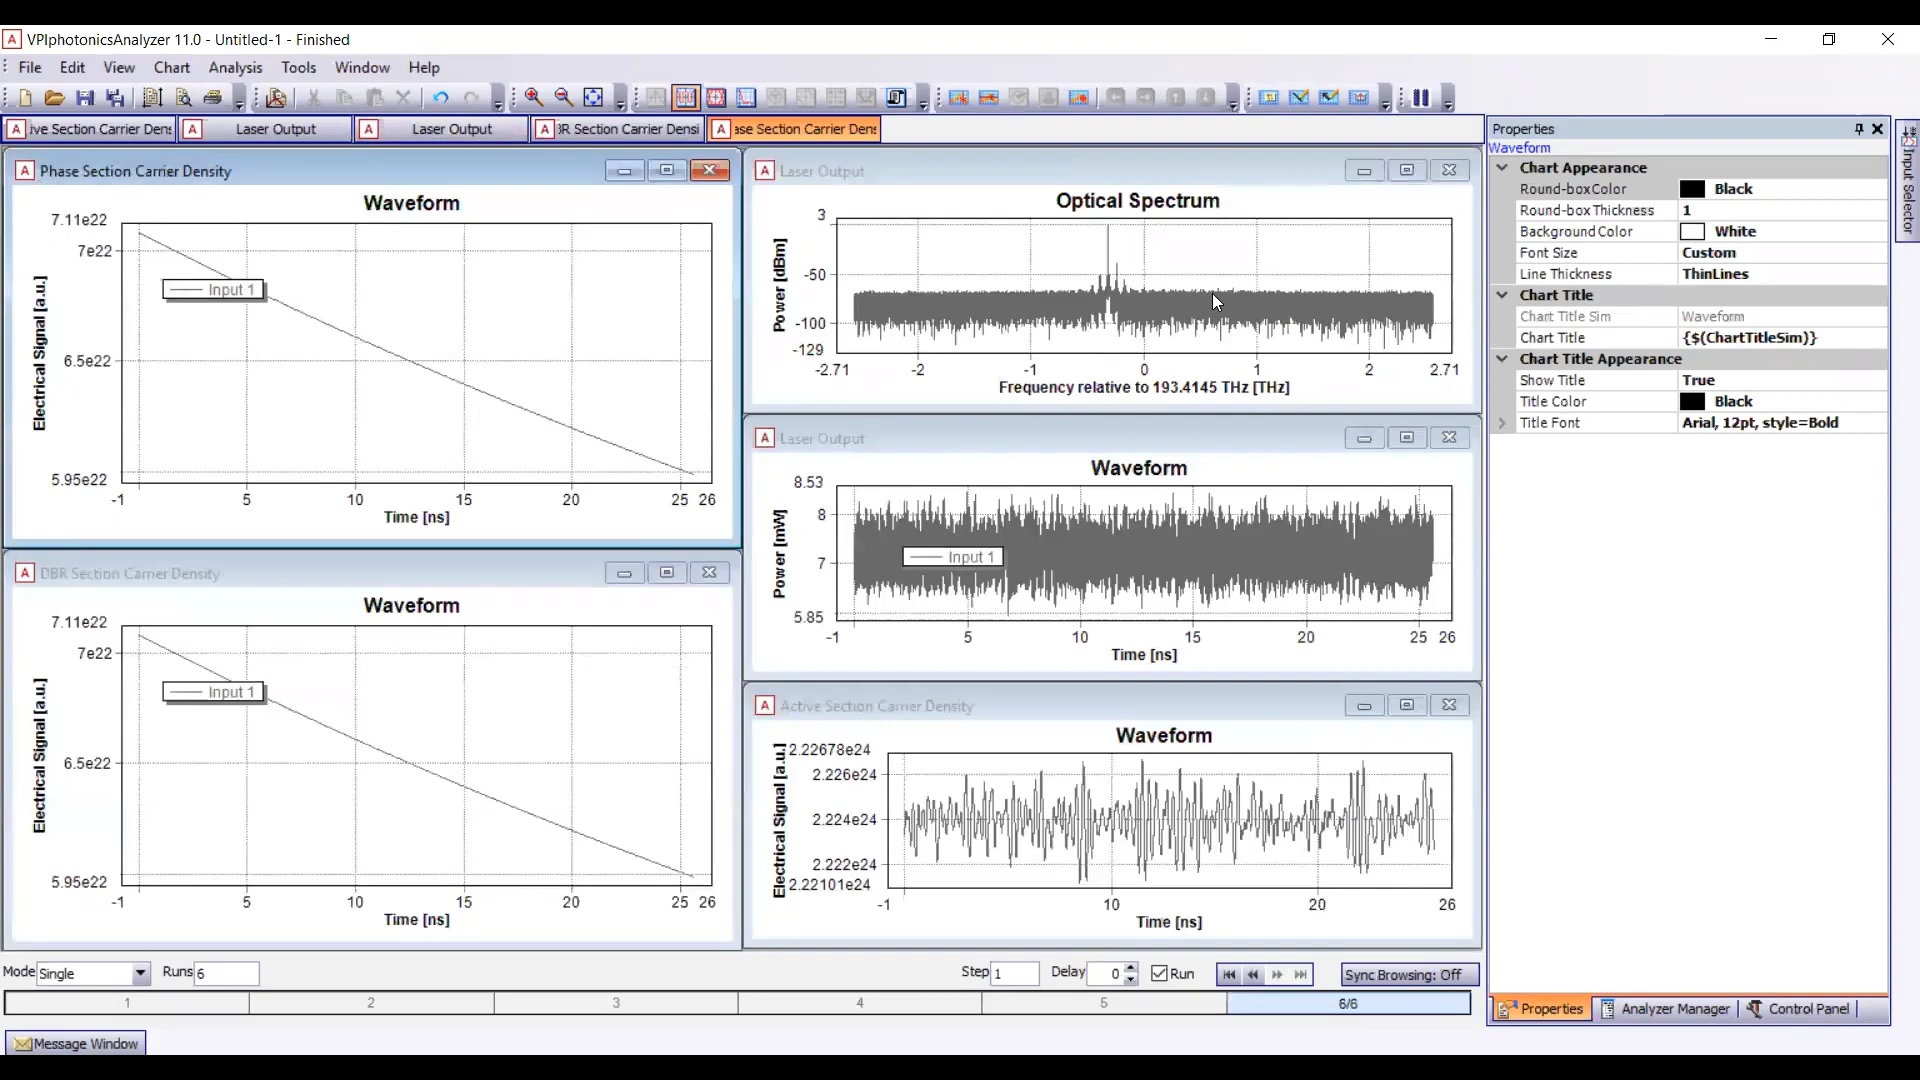 VPIphotonicsAnalyzer 11.0 - Untitled-1 - Finished
File Edit View Chart Analysis Tools Window Help
ive Section Carrier Dens
Laser Output
Laser Output
BR Section Carrier Densi
ase Section Carrier Dens
Phase Section Carrier Density
Waveform
7.11e22
7e22
6.5e22
5.95e22
Electrical Signal [a.u.]
Input 1
-1 5 10 15 20 25 26
Time [ns]
DBR Section Carrier Density
Waveform
7.11e22
7e22
6.5e22
5.95e22
Electrical Signal [a.u.]
Input 1
-1 5 10 15 20 25 26
Time [ns]
Laser Output
Optical Spectrum
3
-50
-100
-129
Power [dBm]
-2.71 -2 -1 0 1 2 2.71
Frequency relative to 193.4145 THz [THz]
Laser Output
Waveform
8.53
8
7
5.85
Power [mW]
Input 1
-1 5 10 15 20 25 26
Time [ns]
Active Section Carrier Density
Waveform
2.22678e24
2.226e24
2.224e24
2.222e24
2.22101e24
Electrical Signal [a.u.]
-1 10 20 26
Time [ns]
Properties
Waveform
Chart Appearance
Round-boxColor Black
Round-boxThickness 1
BackgroundColor White
Font Size Custom
Line Thickness ThinLines
Chart Title
Chart Title Sim Waveform
Chart Title {$(ChartTitleSim)}
Chart Title Appearance
Show Title True
Title Color Black
Title Font Arial, 12pt, style=Bold
Input Selector
Properties Analyzer Manager Control Panel
Mode Single Runs 6 Step 1 Delay 0 Run Sync Browsing: Off
1 2 3 4 5 6/6
Message Window